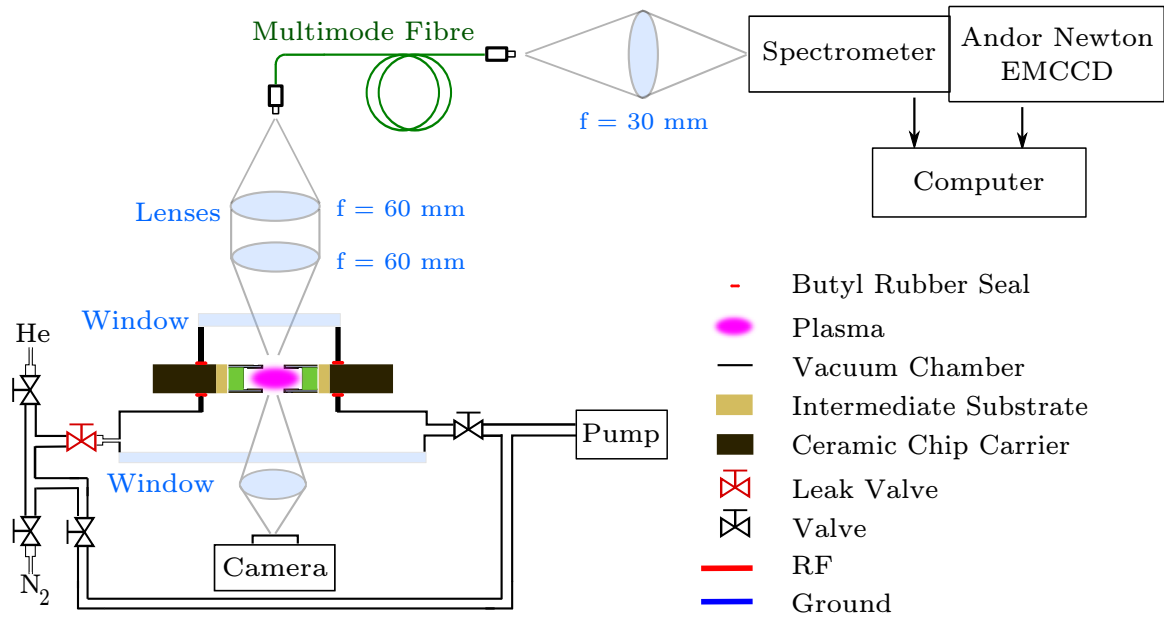 Multimode Fibre
Spectrometer
Andor Newton
EMCCD
f = 30 mm
Computer
Lenses
f = 60 mm
f = 60 mm
Window
He
Pump
Window
Camera
N₂
Butyl Rubber Seal
Plasma
Vacuum Chamber
Intermediate Substrate
Ceramic Chip Carrier
Leak Valve
Valve
RF
Ground